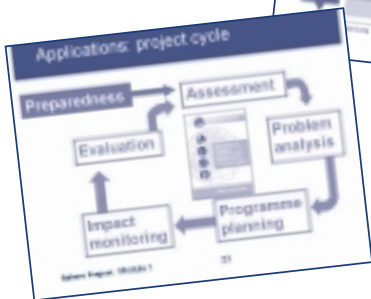 Applications: project cycle
Preparedness
Assessment
Problem
analysis
Evaluation
Programme
planning
Impact
monitoring